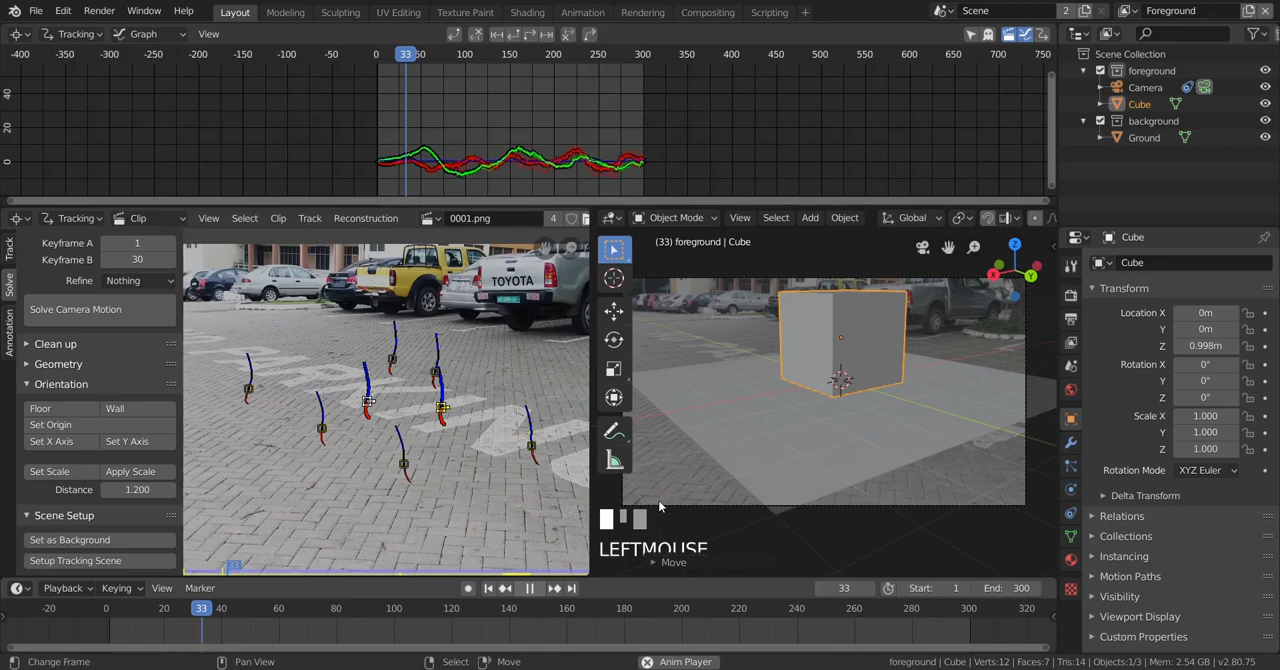 File Edit Render Window Help Layout Modeling Sculpting UV Editing Texture Paint Shading Animation Rendering Compositing Scripting + Scene 2 Foreground
Tracking Graph View
-400 -350 -300 -250 -200 -150 -100 -50 0 33 50 100 150 200 250 300 350 400 450 500 550 600 650 700 750
40
20
0
Scene Collection
foreground
Camera
Cube
background
Ground
Tracking Clip View Select Clip Track Reconstruction 0001.png 4
Object Mode View Select Add Object Global
Track
Solve
Annotation
Keyframe A 1
Keyframe B 30
Refine Nothing
Solve Camera Motion
Clean up
Geometry
Orientation
Floor Wall
Set Origin
Set X Axis Set Y Axis
Set Scale Apply Scale
Distance 1.200
Scene Setup
Set as Background
Setup Tracking Scene
TOYOTA
33
(33) foreground | Cube
Z
X
Y
LEFTMOUSE
Move
Cube
Cube
Transform
Location X 0m
Y 0m
Z 0.998m
Rotation X 0°
Y 0°
Z 0°
Scale X 1.000
Y 1.000
Z 1.000
Rotation Mode XYZ Euler
Delta Transform
Relations
Collections
Instancing
Motion Paths
Visibility
Viewport Display
Custom Properties
Playback Keying View Marker 33 Start: 1 End: 300
-20 0 33 40 60 80 100 120 140 160 180 200 220 240 260 280 300 320
Change Frame Pan View Select Move Anim Player foreground | Cube | Verts:12 | Faces:7 | Tris:14 | Objects:1/3 | Mem: 2.54 GB | v2.80.75